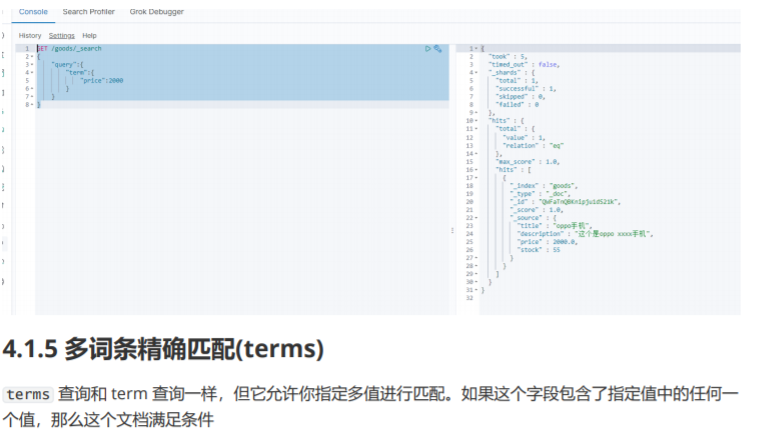 Console Search Profiler Grok Debugger
History Settings Help
1 GET /goods/_search
2 {
3 "query":{
4 "term":{
5 "price":2000
6 }
7 }
8 }
1 {
2 "took" : 5,
3 "timed_out" : false,
4 "_shards" : {
5 "total" : 1,
6 "successful" : 1,
7 "skipped" : 0,
8 "failed" : 0
9 },
10 "hits" : {
11 "total" : {
12 "value" : 1,
13 "relation" : "eq"
14 },
15 "max_score" : 1.0,
16 "hits" : [
17 {
18 "_index" : "goods",
19 "_type" : "_doc",
20 "_id" :
21 "_score" : 1.0,
22 "_source" : {
23 "title" : "oppo手机",
24 "description" : "这个是oppo xxxx手机",
25 "price" : 2000.0,
26 "stock" : 55
27 }
28 }
29 ]
30 }
31 }
32
4.1.5 多词条精确匹配(terms)
terms 查询和 term 查询一样，但它允许你指定多值进行匹配。如果这个字段包含了指定值中的任何一
个值，那么这个文档满足条件